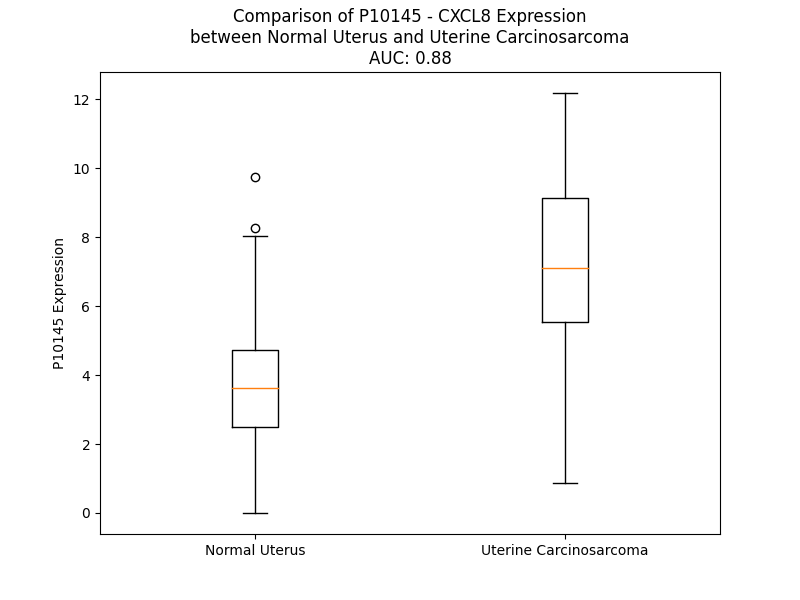 Comparison of P10145 - CXCL8 Expression
between Normal Uterus and Uterine Carcinosarcoma
AUC: 0.88
12
10
8
6
4
2
0
P10145 Expression
Normal Uterus
Uterine Carcinosarcoma